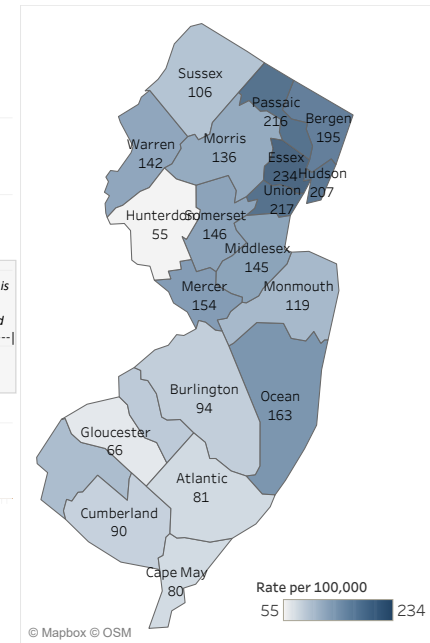 Sussex
106
Passaic
216
Bergen
195
Warren
142
Morris
136
Essex
234
Hudson
207
Union
217
Hunterdon
55
Somerset
146
Middlesex
145
is
Mercer
154
Monmouth
119
d
---|
Burlington
94
Ocean
163
Gloucester
66
Atlantic
81
Cumberland
90
Cape May
80
Rate per 100,000
55
234
© Mapbox © OSM